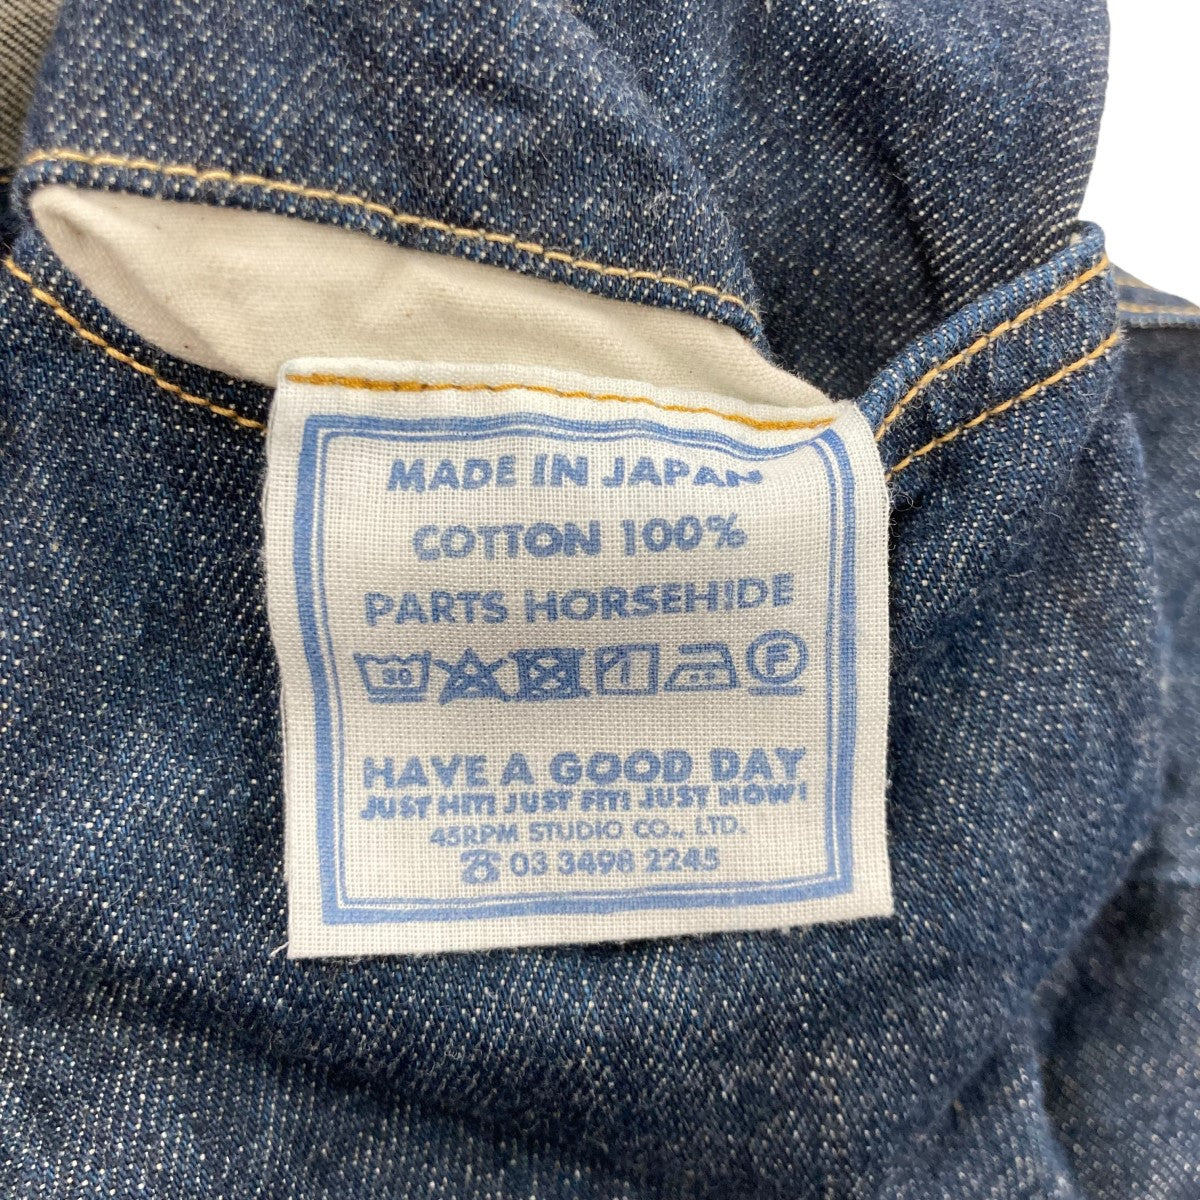 MADE IN JAPAN
COTTON 100%
PARTS HORSEHIDE
30 F
HAVE A GOOD DAY
JUST HIT! JUST FIT! JUST NOW!
45RPM STUDIO CO., LTD.
☎ 03 3498 2245